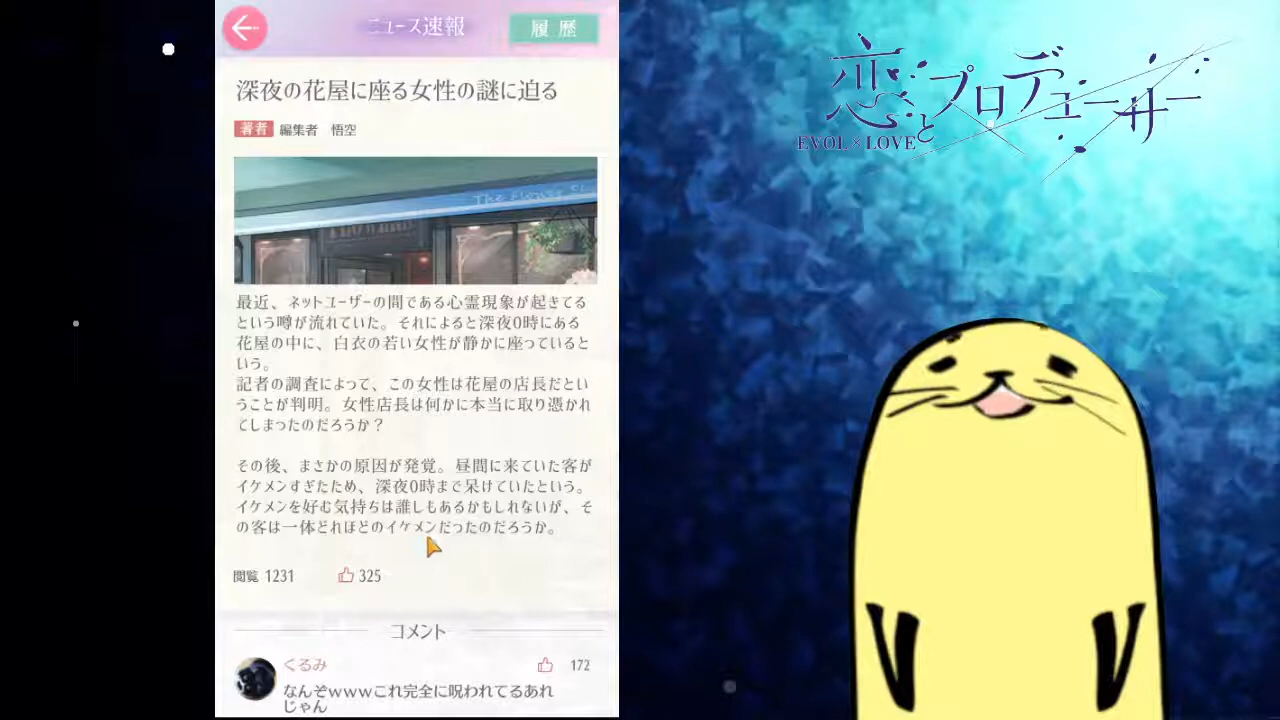 ニュース速報
履歴
深夜の花屋に座る女性の謎に迫る
著者 編集者 悟空
The Flower
FLOWERS
最近、ネットユーザーの間である心霊現象が起きてる
という噂が流れていた。それによると深夜0時にある
花屋の中に、白衣の若い女性が静かに座っていると
いう。
記者の調査によって、この女性は花屋の店長だとい
うことが判明。女性店長は何かに本当に取り憑かれ
てしまったのだろうか？
その後、まさかの原因が発覚。昼間に来ていた客が
イケメンすぎたため、深夜0時まで呆けていたという。
イケメンを好む気持ちは誰しもあるかもしれないが、そ
の客は一体どれほどのイケメンだったのだろうか。
閲覧 1231 325
コメント
くるみ 172
なんぞｗｗｗこれ完全に呪われてるあれ
じゃん
恋とプロデューサー
EVOL×LOVE